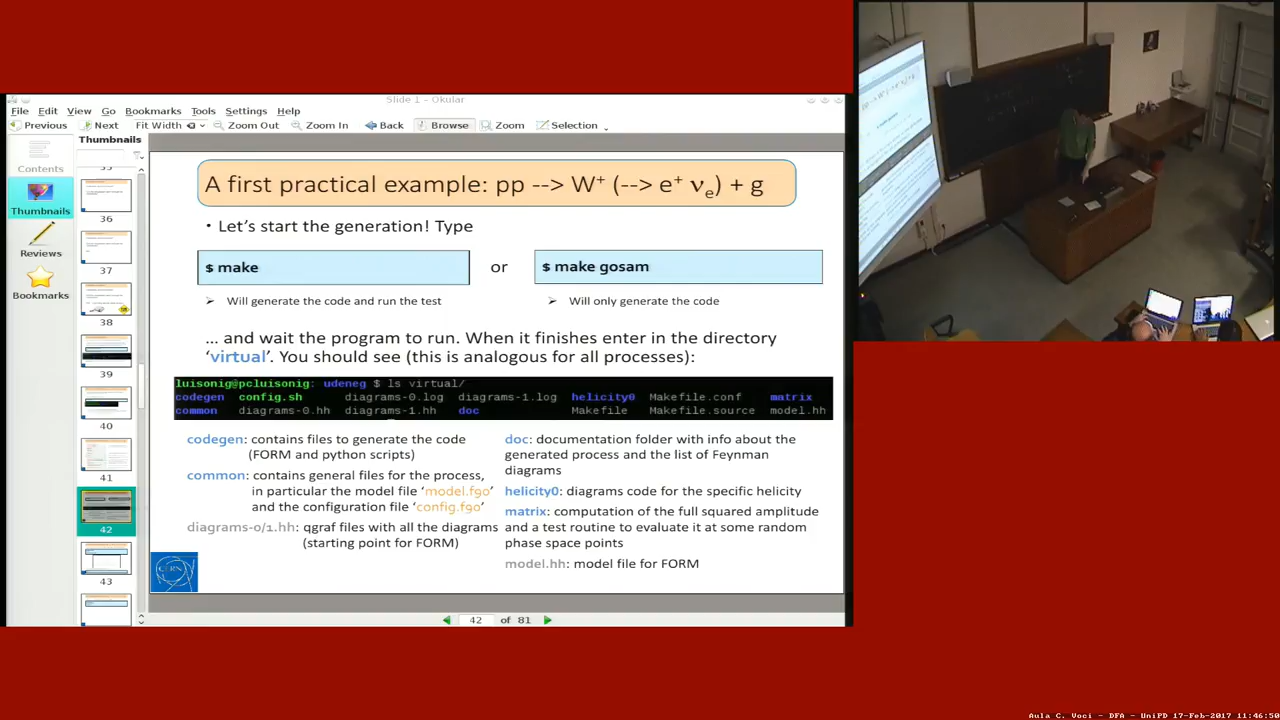 Slide 1 – Okular
File Edit View Go Bookmarks Tools Settings Help
Previous Next Fit Width Zoom Out Zoom In Back Browse Zoom Selection
Contents
Thumbnails
Reviews
Bookmarks
Thumbnails
35
36
37
38
39
40
41
42
43
A first practical example: pp --> W⁺ (--> e⁺ νₑ) + g
• Let's start the generation! Type
$ make
or
$ make gosam
➢ Will generate the code and run the test
➢ Will only generate the code
... and wait the program to run. When it finishes enter in the directory
'virtual'. You should see (this is analogous for all processes):
luisonig@pcluisonig: udeneg $ ls virtual/
codegen config.sh diagrams-0.log diagrams-1.log helicity0 Makefile.conf matrix
common diagrams-0.hh diagrams-1.hh doc Makefile Makefile.source model.hh
codegen: contains files to generate the code
(FORM and python scripts)
common: contains general files for the process,
in particular the model file 'model.f90'
and the configuration file 'config.f90'
diagrams-0/1.hh: qgraf files with all the diagrams
(starting point for FORM)
doc: documentation folder with info about the
generated process and the list of Feynman
diagrams
helicity0: diagrams code for the specific helicity
matrix: computation of the full squared amplitude
and a test routine to evaluate it at some random
phase space points
model.hh: model file for FORM
CERN
42 of 81
Aula C. Voci - DFA - UniPD 17-Feb-2017 11:46:50